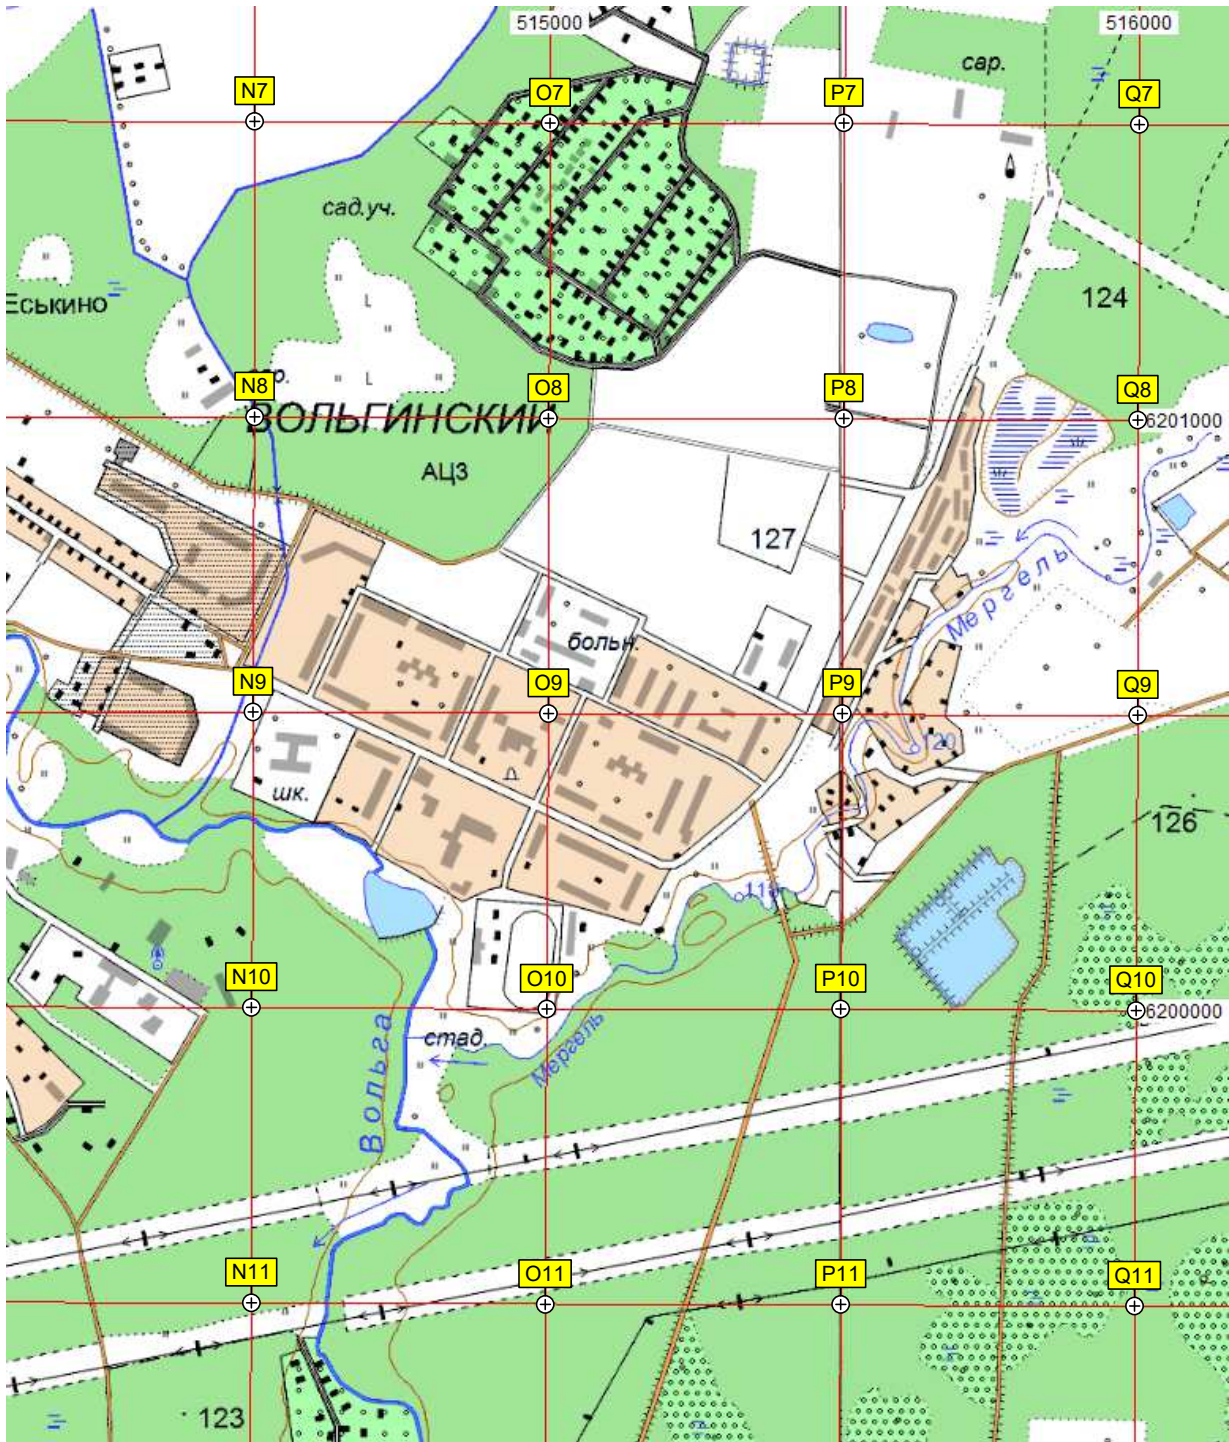 515000
516000
сар.
N7
O7
P7
Q7
сад.уч.
Еськино
124
N8
O8
P8
Q8
ВОЛЬГИНСКИЙ
6201000
АЦЗ
127
Мергель
больн.
N9
O9
P9
Q9
120
Д
шк.
126
N10
O10
P10
Q10
6200000
стад.
Мергель
Вольга
N11
O11
P11
Q11
123